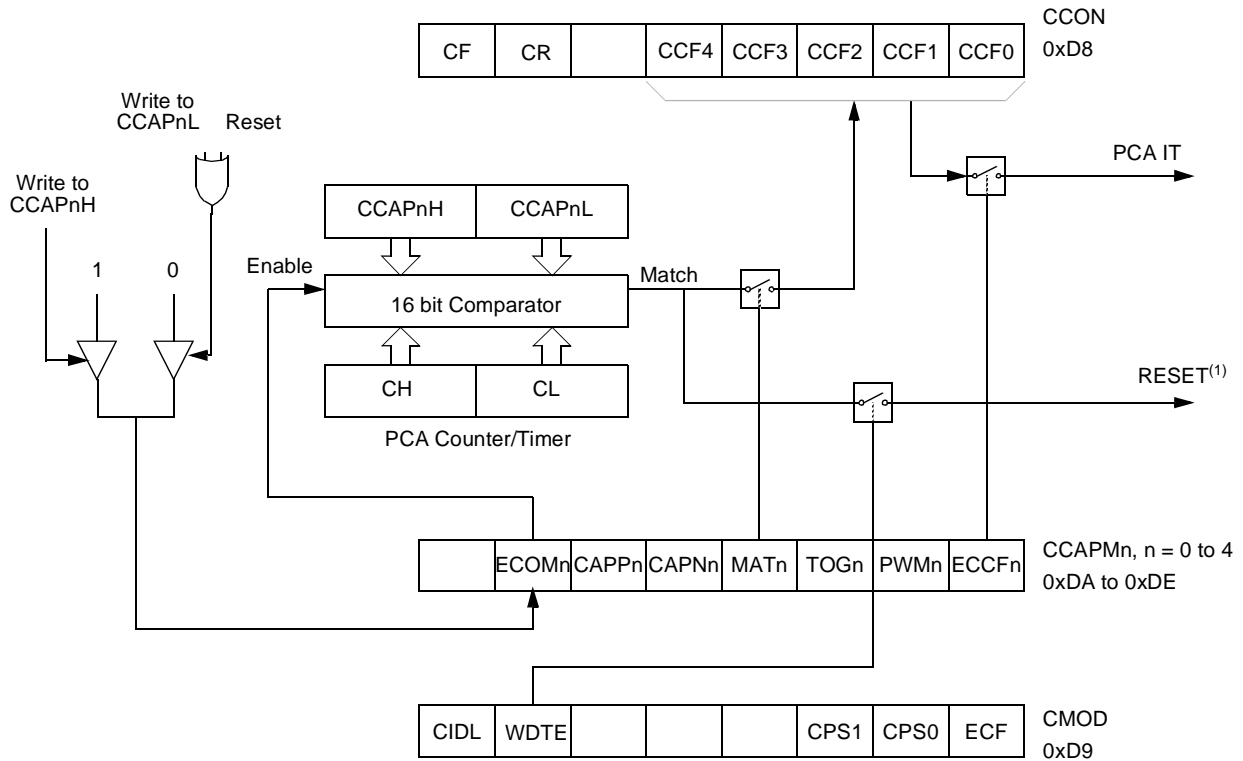 CCON
CF CR CCF4 CCF3 CCF2 CCF1 CCF0
0xD8
Write to
CCAPnL Reset
PCA IT
Write to
CCAPnH
CCAPnH CCAPnL
1 0
Enable
Match
16 bit Comparator
CH CL
RESET(1)
PCA Counter/Timer
ECOMn CAPPn CAPNn MATn TOGn PWMn ECCFn
CCAPMn, n = 0 to 4
0xDA to 0xDE
CIDL WDTE CPS1 CPS0 ECF
CMOD
0xD9